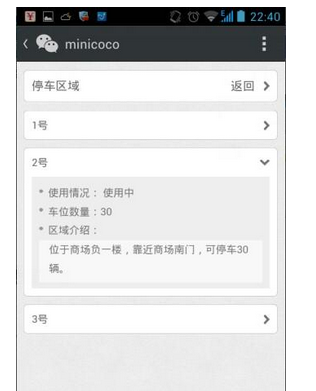 22:40
minicoco
停车区域 返回
1号
2号
* 使用情况：使用中
* 车位数量：30
* 区域介绍：
位于商场负一楼，靠近商场南门，可停车30
辆。
3号